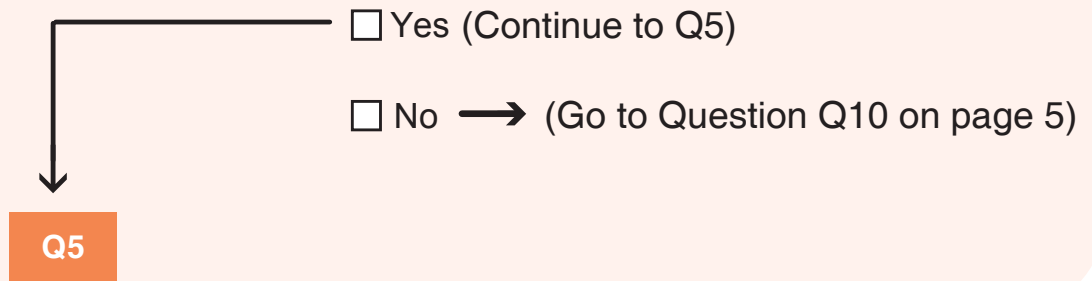 Yes (Continue to Q5)
No → (Go to Question Q10 on page 5)
Q5